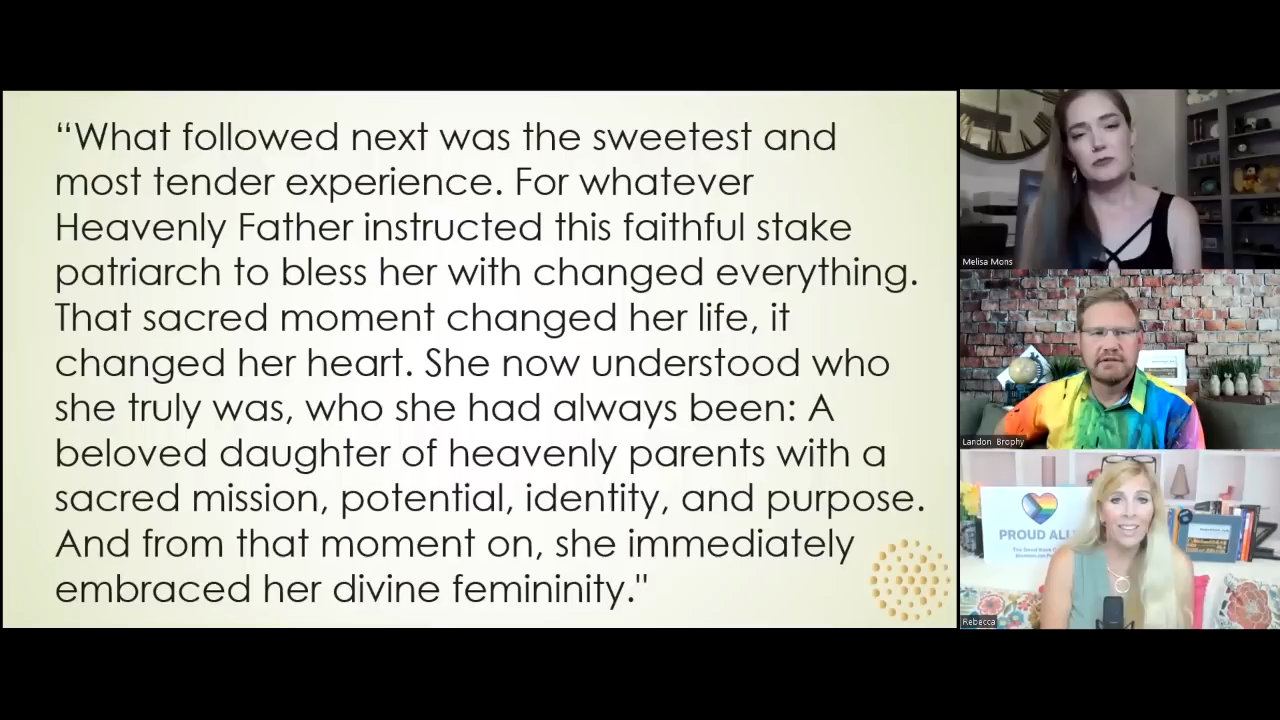 “What followed next was the sweetest and
most tender experience. For whatever
Heavenly Father instructed this faithful stake
patriarch to bless her with changed everything.
That sacred moment changed her life, it
changed her heart. She now understood who
she truly was, who she had always been: A
beloved daughter of heavenly parents with a
sacred mission, potential, identity, and purpose.
And from that moment on, she immediately
embraced her divine femininity."
Melisa Mons
Landon Brophy
PROUD ALLY
Rebecca